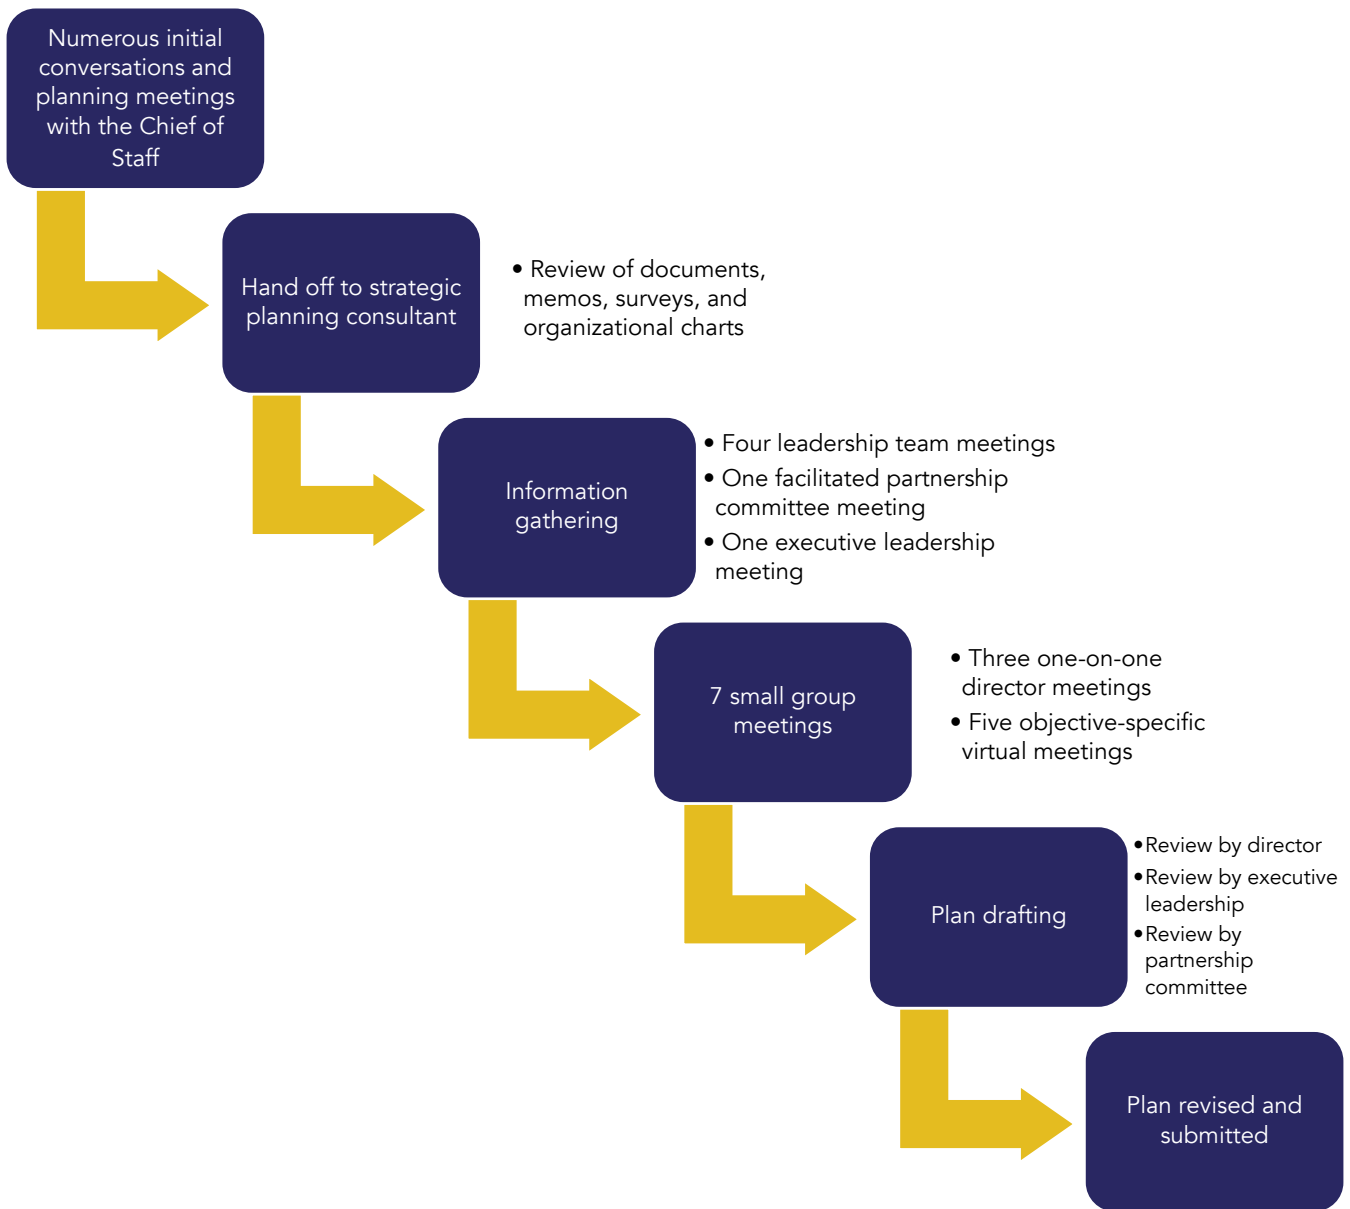 Numerous initial
conversations and
planning meetings
with the Chief of
Staff
Hand off to strategic
planning consultant
• Review of documents,
memos, surveys, and
organizational charts
Information
gathering
• Four leadership team meetings
• One facilitated partnership
committee meeting
• One executive leadership
meeting
7 small group
meetings
• Three one-on-one
director meetings
• Five objective-specific
virtual meetings
Plan drafting
•Review by director
•Review by executive
leadership
•Review by
partnership
committee
Plan revised and
submitted